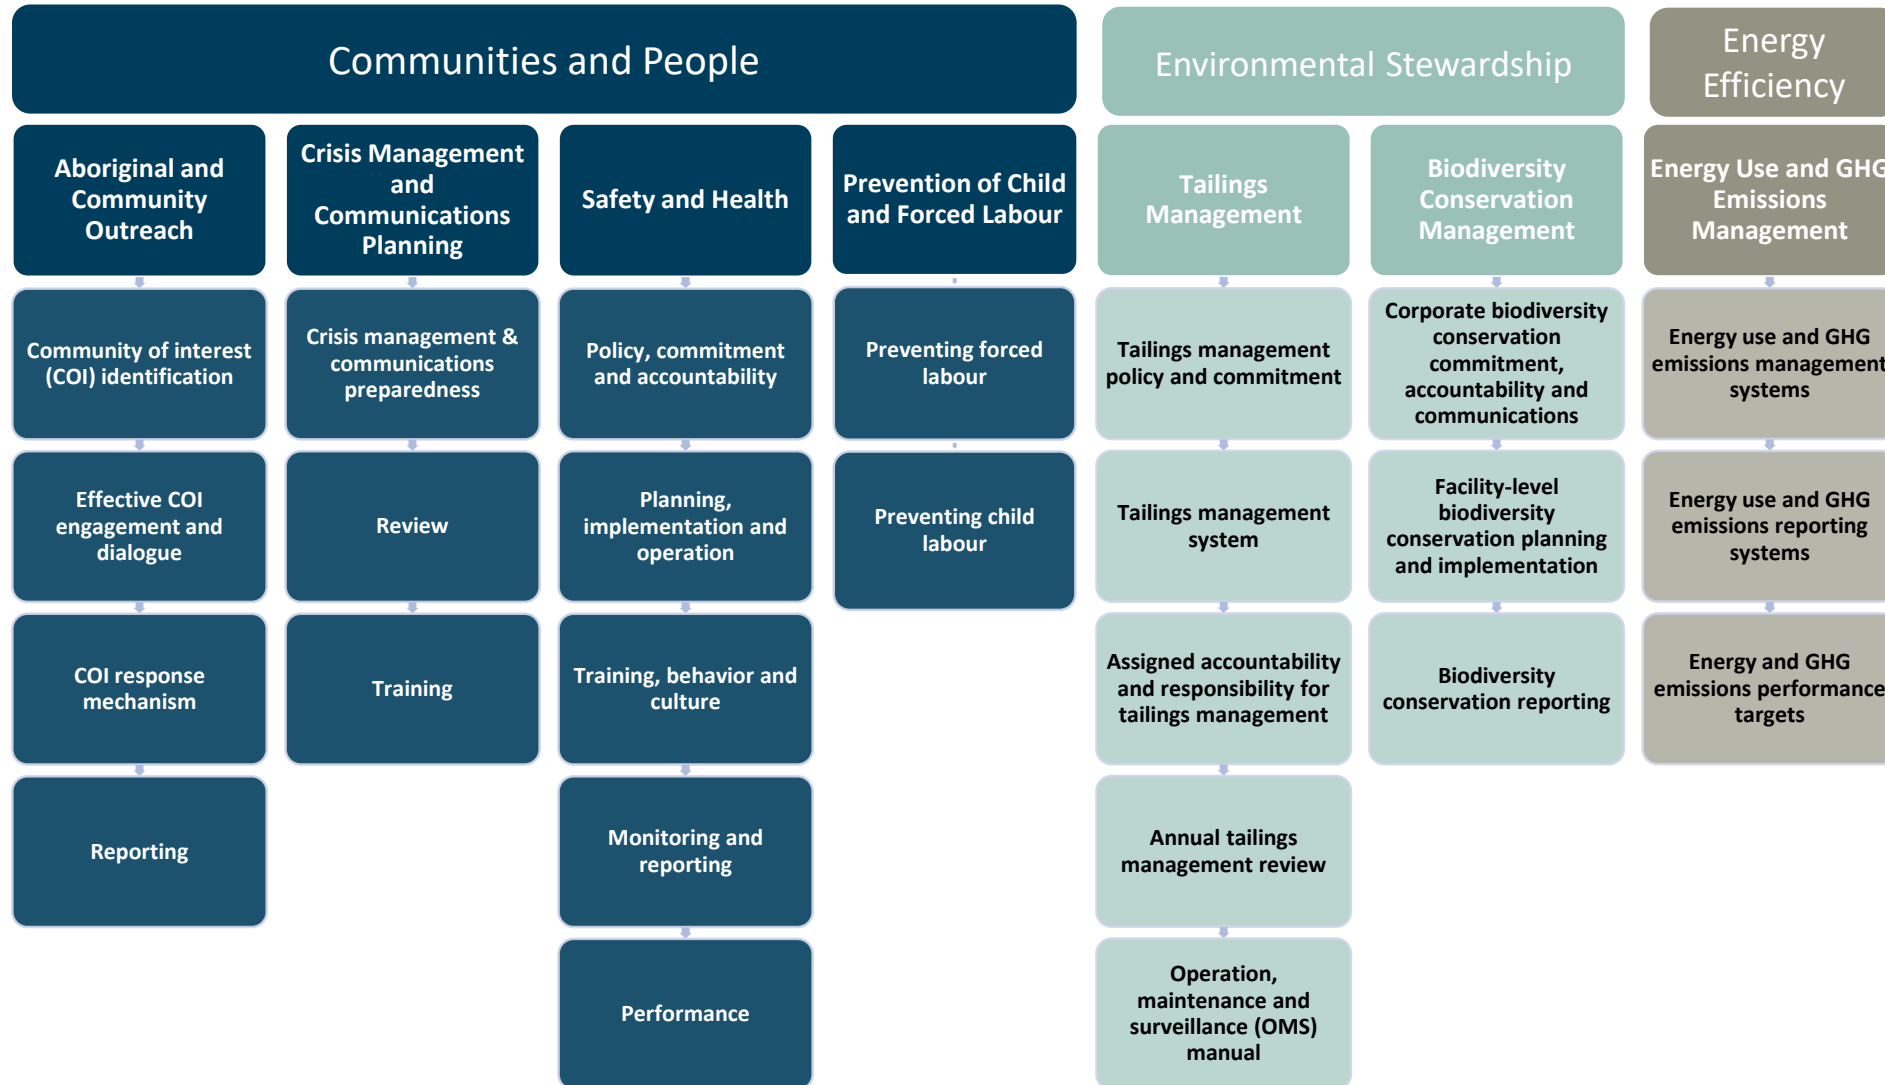 Communities and People
Environmental Stewardship
Energy
Efficiency
Aboriginal and
Community
Outreach
Community of interest
(COI) identification
Effective COI
engagement and
dialogue
COI response
mechanism
Reporting
Crisis Management
and
Communications
Planning
Crisis management &
communications
preparedness
Review
Training
Safety and Health
Policy, commitment
and accountability
Planning,
implementation and
operation
Training, behavior and
culture
Monitoring and
reporting
Performance
Prevention of Child
and Forced Labour
Preventing forced
labour
Preventing child
labour
Tailings
Management
Tailings management
policy and commitment
Tailings management
system
Assigned accountability
and responsibility for
tailings management
Annual tailings
management review
Operation,
maintenance and
surveillance (OMS)
manual
Biodiversity
Conservation
Management
Corporate biodiversity
conservation
commitment,
accountability and
communications
Facility-level
biodiversity
conservation planning
and implementation
Biodiversity
conservation reporting
Energy Use and GHG
Emissions
Management
Energy use and GHG
emissions management
systems
Energy use and GHG
emissions reporting
systems
Energy and GHG
emissions performance
targets